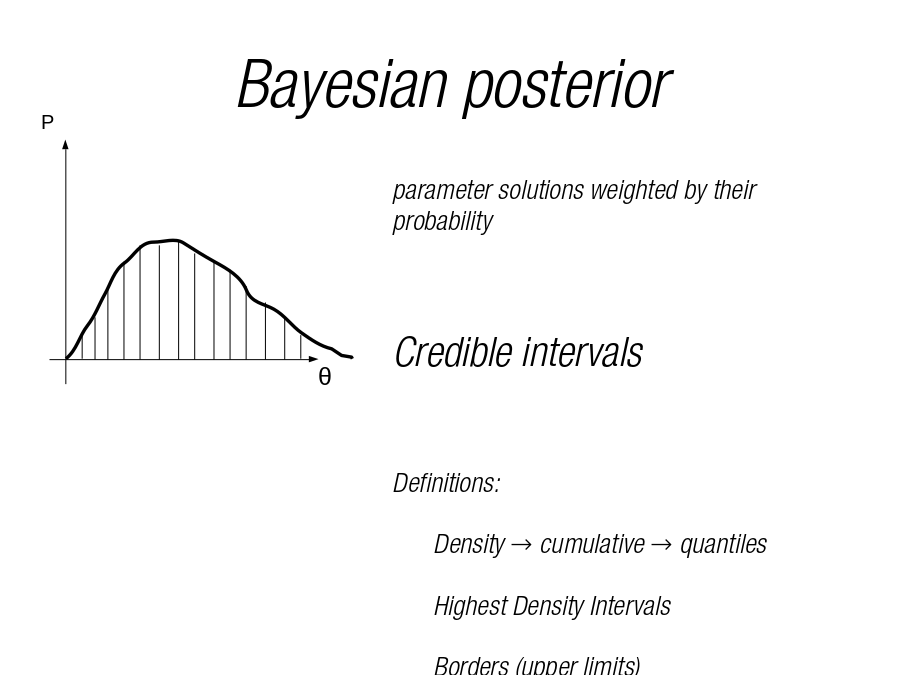 Bayesian posterior
P
parameter solutions weighted by their
probability
Credible intervals
θ
Definitions:
Density → cumulative → quantiles
Highest Density Intervals
Borders (upper limits)